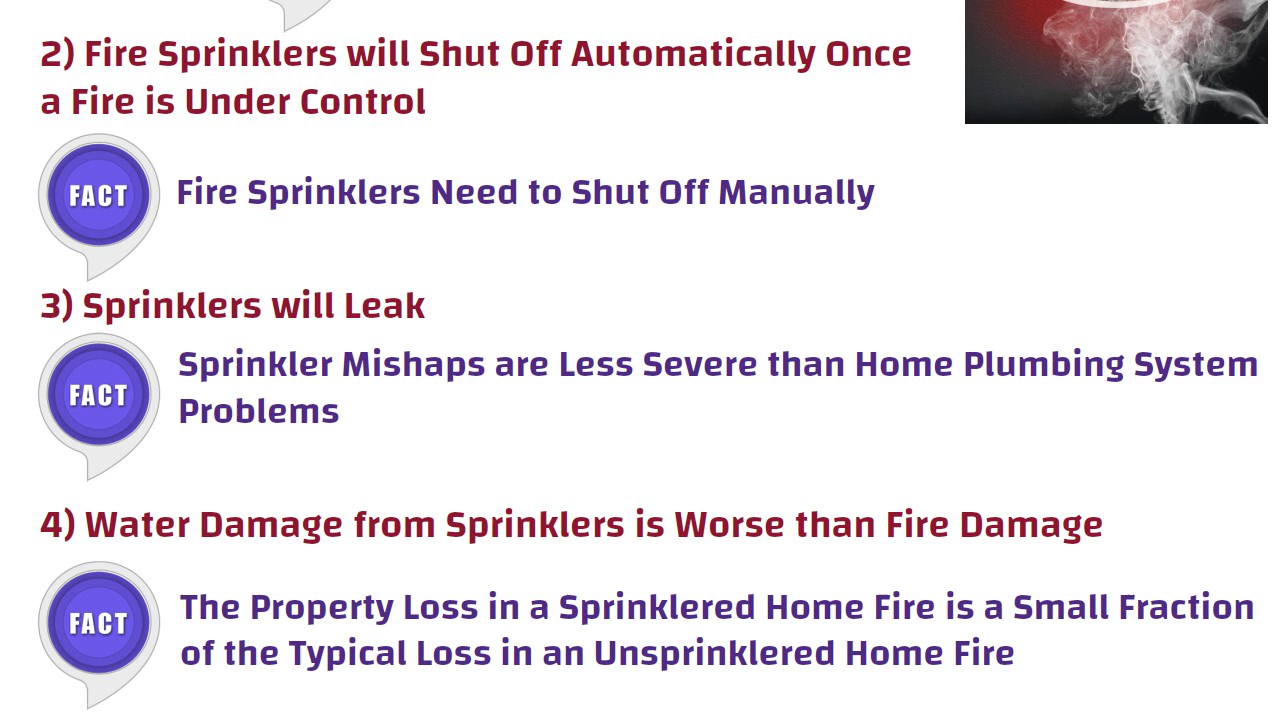 2) Fire Sprinklers will Shut Off Automatically Once
a Fire is Under Control
FACT
Fire Sprinklers Need to Shut Off Manually
3) Sprinklers will Leak
FACT
Sprinkler Mishaps are Less Severe than Home Plumbing System
Problems
4) Water Damage from Sprinklers is Worse than Fire Damage
FACT
The Property Loss in a Sprinklered Home Fire is a Small Fraction
of the Typical Loss in an Unsprinklered Home Fire